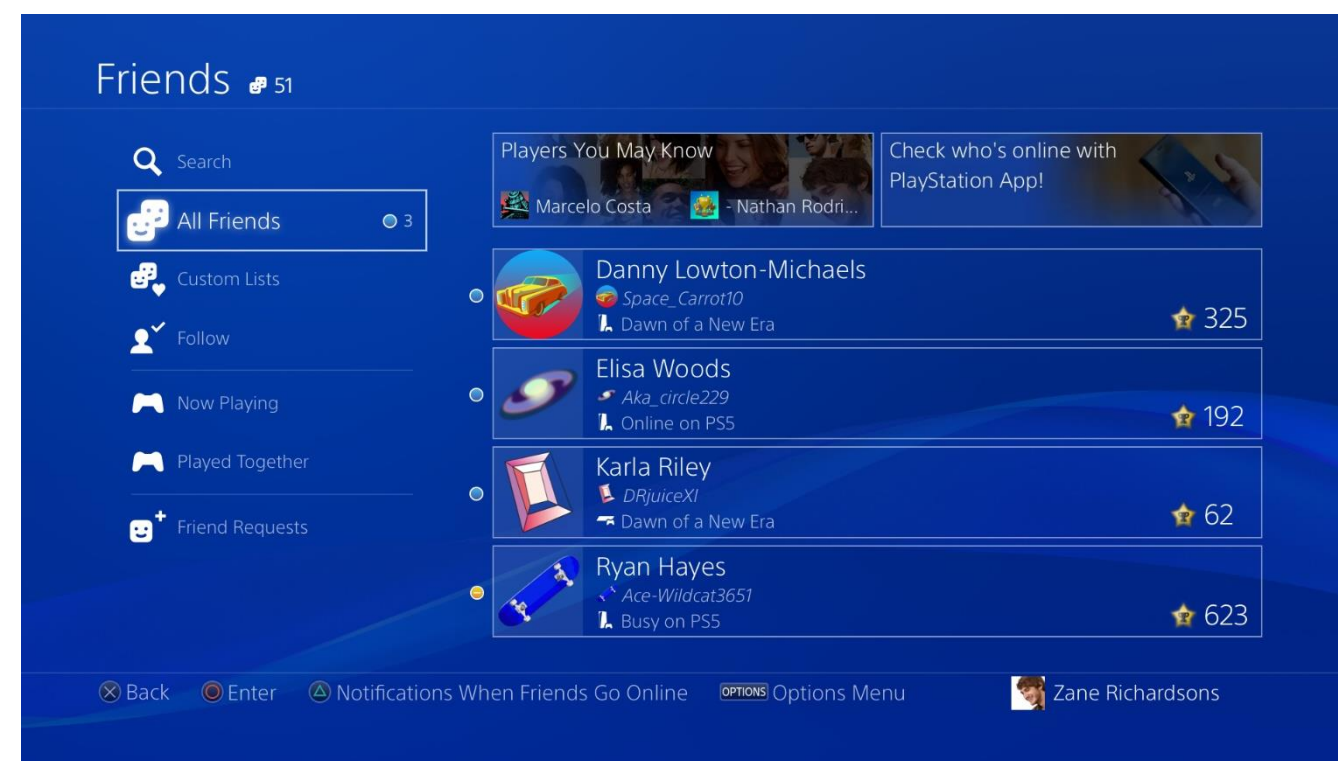 Friends 51
Search
All Friends 3
Custom Lists
Follow
Now Playing
Played Together
Friend Requests
Players You May Know
Marcelo Costa - Nathan Rodri...
Check who's online with
PlayStation App!
Danny Lowton-Michaels
Space_Carrot10
Dawn of a New Era
325
Elisa Woods
Aka_circle229
Online on PS5
192
Karla Riley
DRjuiceXI
Dawn of a New Era
62
Ryan Hayes
Ace-Wildcat3651
Busy on PS5
623
Back Enter Notifications When Friends Go Online OPTIONS Options Menu Zane Richardsons